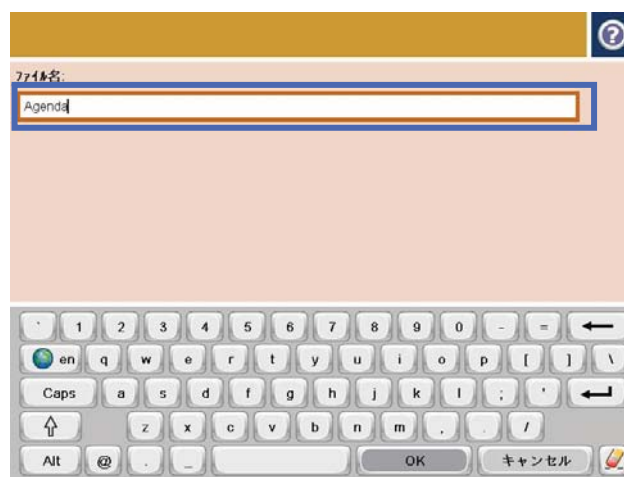 ?
ファイル名:
Agenda
` 1 2 3 4 5 6 7 8 9 0 - =
en q w e r t y u i o p [ ] \
Caps a s d f g h j k l ; '
z x c v b n m , . /
Alt @ . _ OK キャンセル